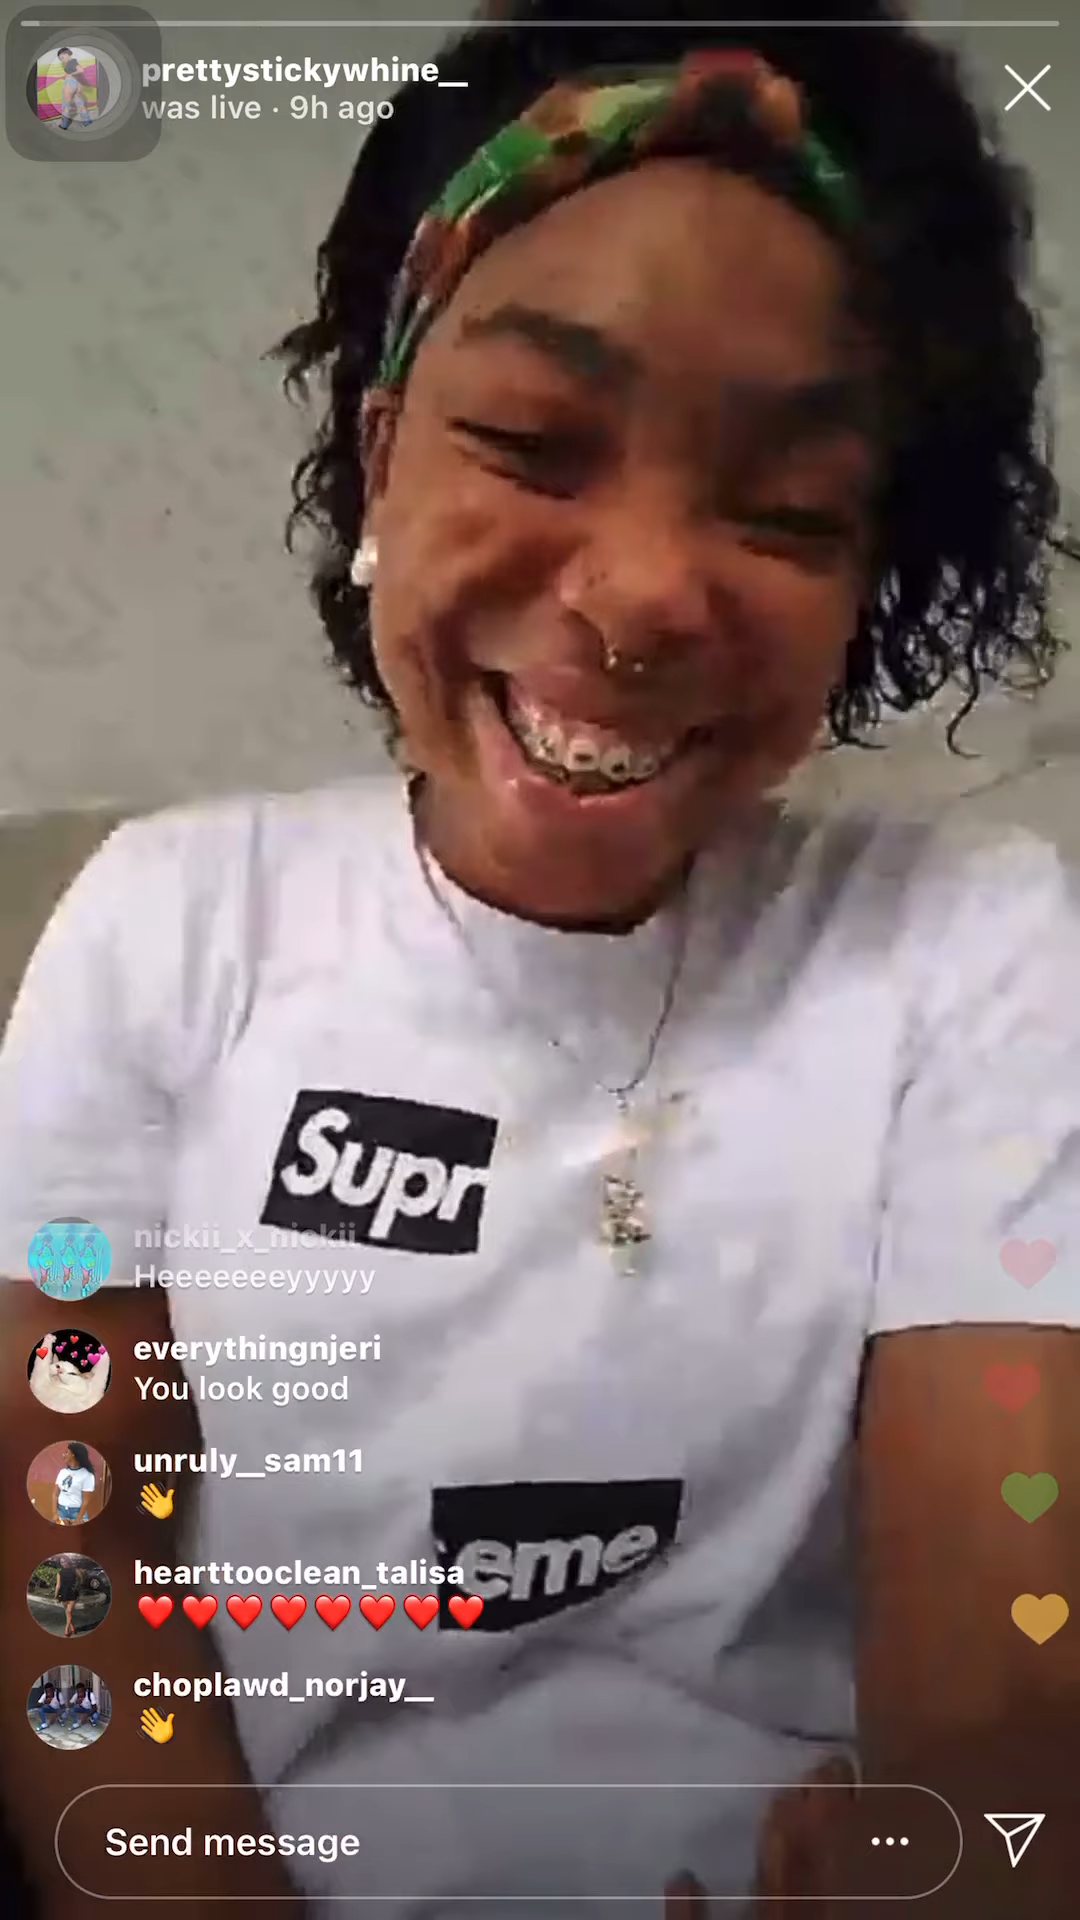 prettystickywhine__
was live · 9h ago
Supr
nickii_x_nickii
Heeeeeeeyyyyy
everythingnjeri
You look good
unruly__sam11
👋
eme
hearttooclean_talisa
❤️❤️❤️❤️❤️❤️❤️❤️
choplawd_norjay__
👋
Send message